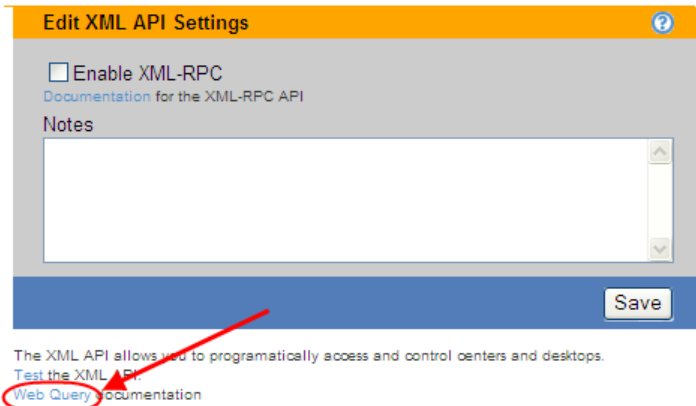 Edit XML API Settings
Enable XML-RPC
Documentation for the XML-RPC API
Notes
Save
The XML API allows you to programatically access and control centers and desktops.
Test the XML API.
Web Query documentation